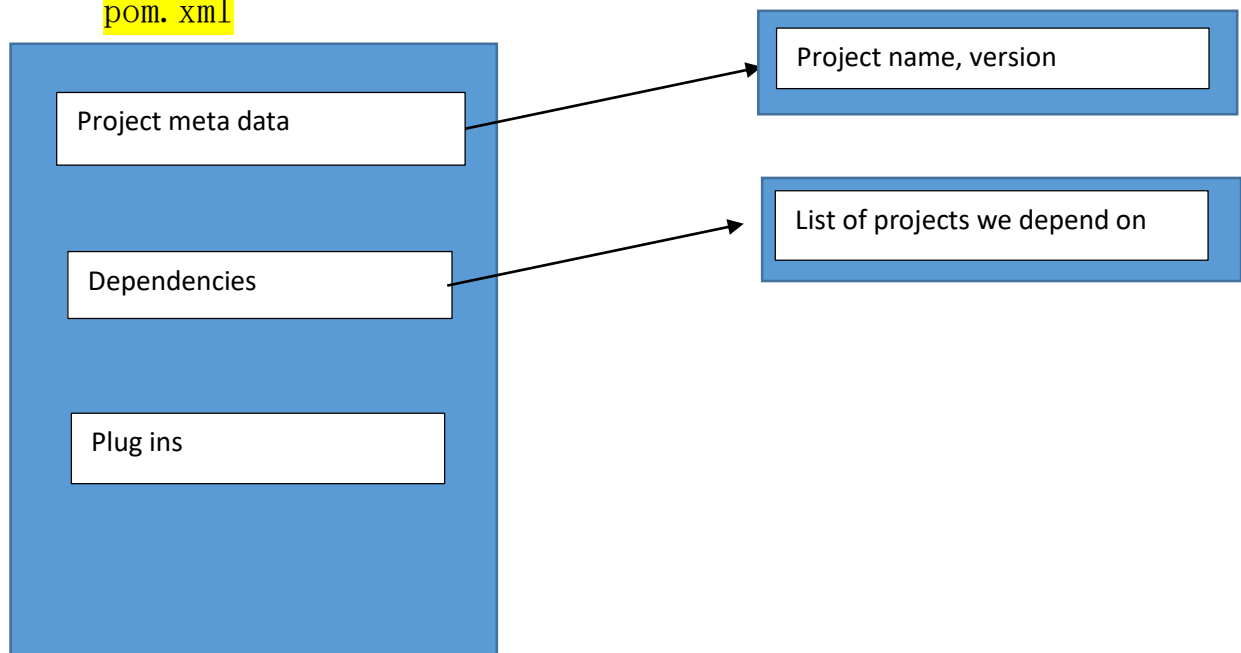 pom.xml
Project name, version
Project meta data
List of projects we depend on
Dependencies
Plug ins